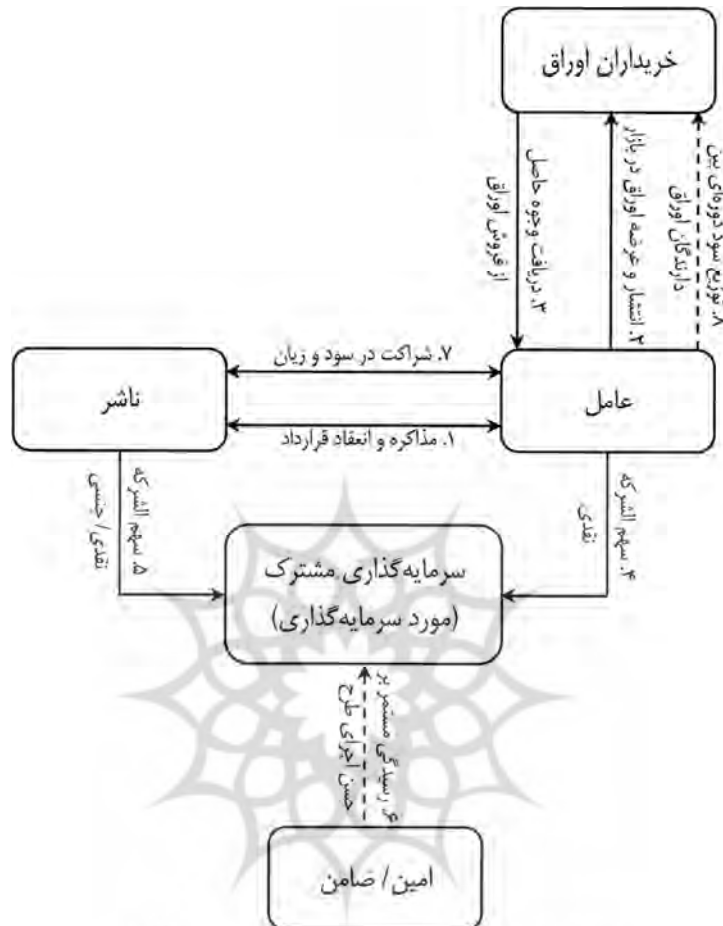 خریداران اوراق
۳. دریافت وجوه حاصل
از فروش اوراق
۲. انتشار و عرضه اوراق در بازار
۸. توزیع سود دوره‌ای بین
دارندگان اوراق
ناشر
۷. شراکت در سود و زیان
۱. مذاکره و انعقاد قرارداد
عامل
۵. سهم الشرکه
نقدی/ جنسی
۴. سهم الشرکه
نقدی
سرمایه‌گذاری مشترک
(مورد سرمایه‌گذاری)
۶. رسیدگی مستمر بر
حسن اجرای طرح
امین/ ضامن